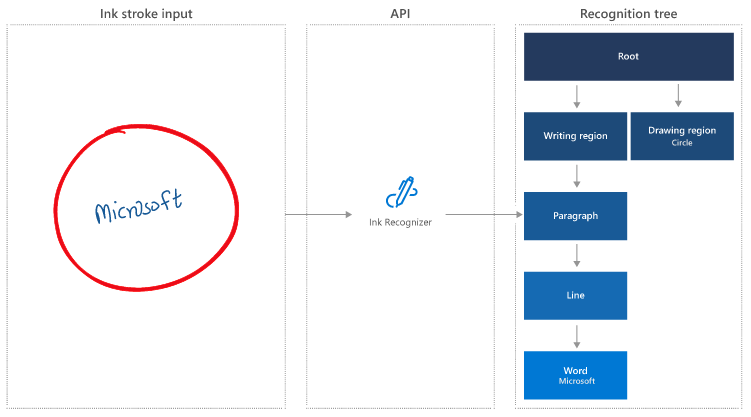 Ink stroke input
API
Recognition tree
Microsoft
Ink Recognizer
Root
Writing region
Drawing region
Circle
Paragraph
Line
Word
Microsoft